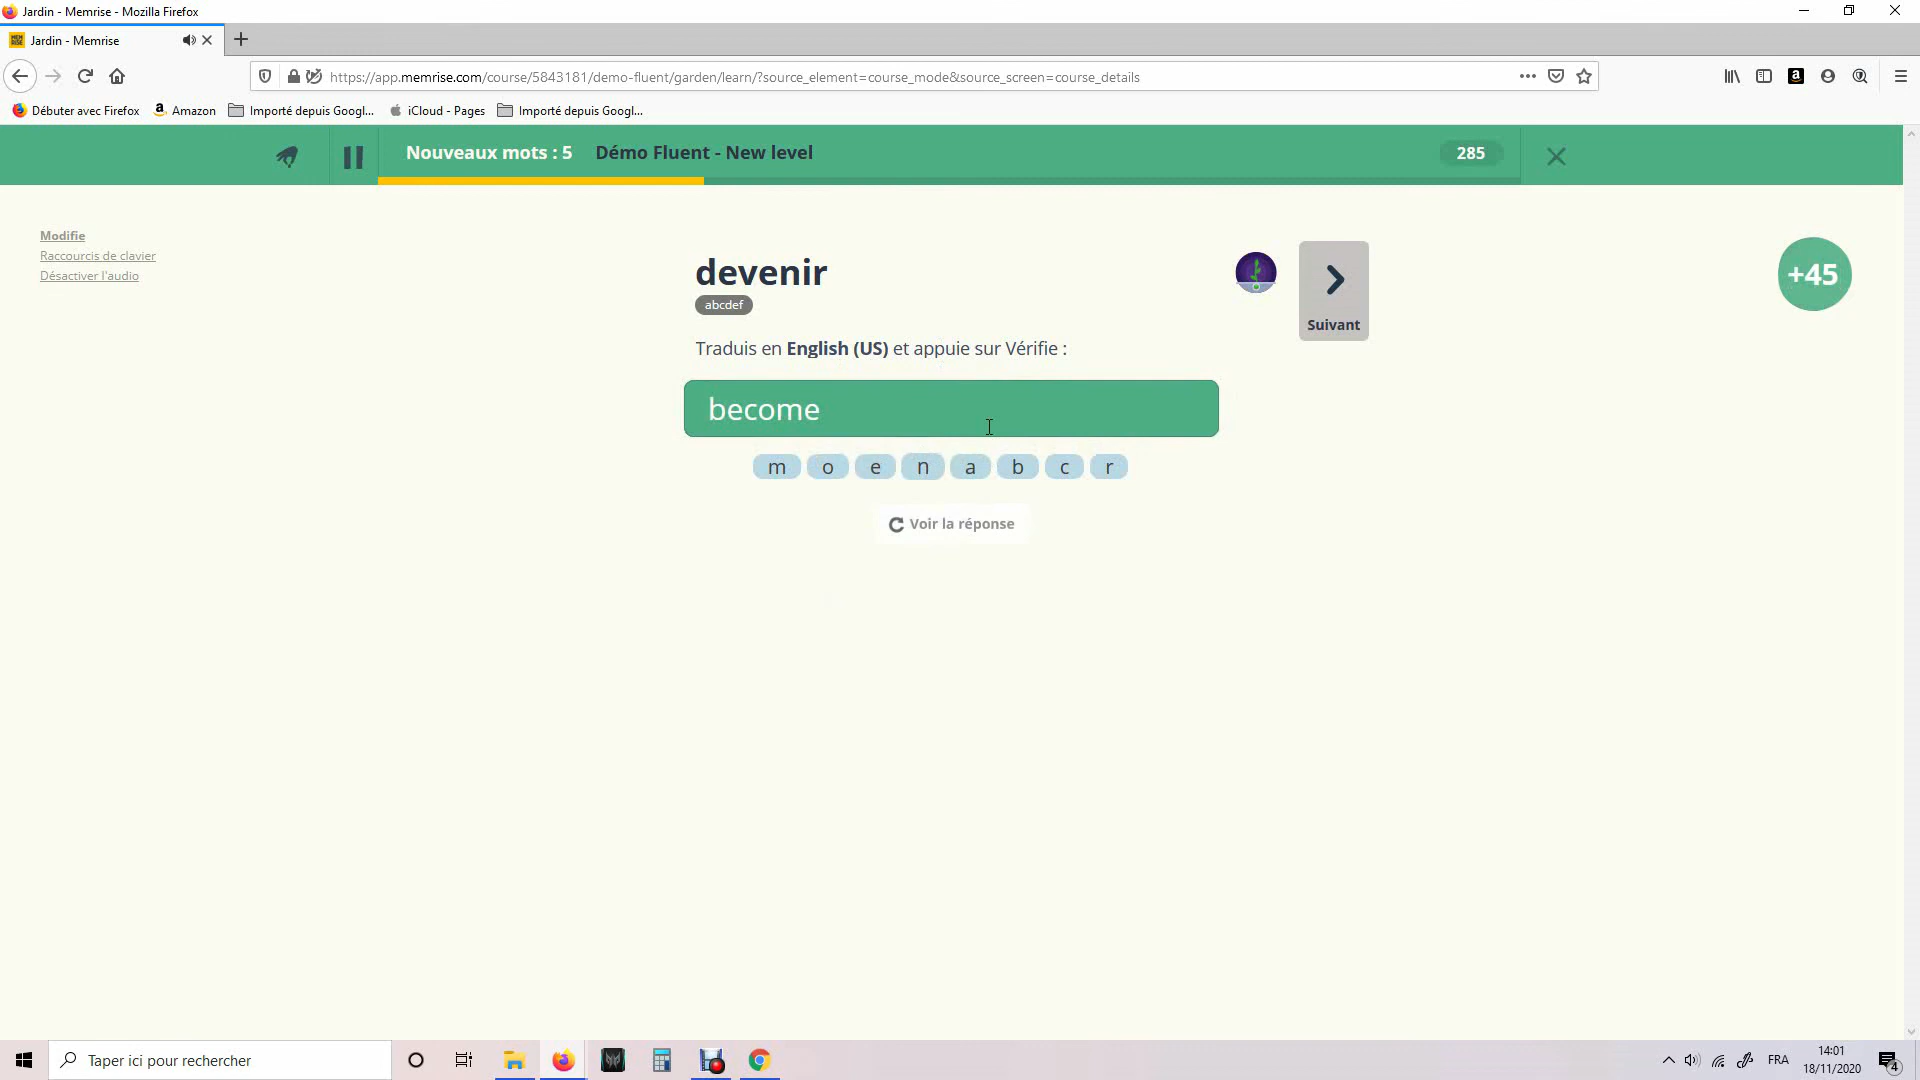 Jardin - Memrise - Mozilla Firefox
Jardin - Memrise
https://app.memrise.com/course/5843181/demo-fluent/garden/learn/?source_element=course_mode&source_screen=course_details
Débuter avec Firefox
Amazon
Importé depuis Googl...
iCloud - Pages
Importé depuis Googl...
Nouveaux mots : 5
Démo Fluent - New level
285
Modifie
Raccourcis de clavier
Désactiver l'audio
devenir
abcdef
Suivant
+45
Traduis en English (US) et appuie sur Vérifie :
become
m o e n a b c r
Voir la réponse
Taper ici pour rechercher
FRA
14:01
18/11/2020
4